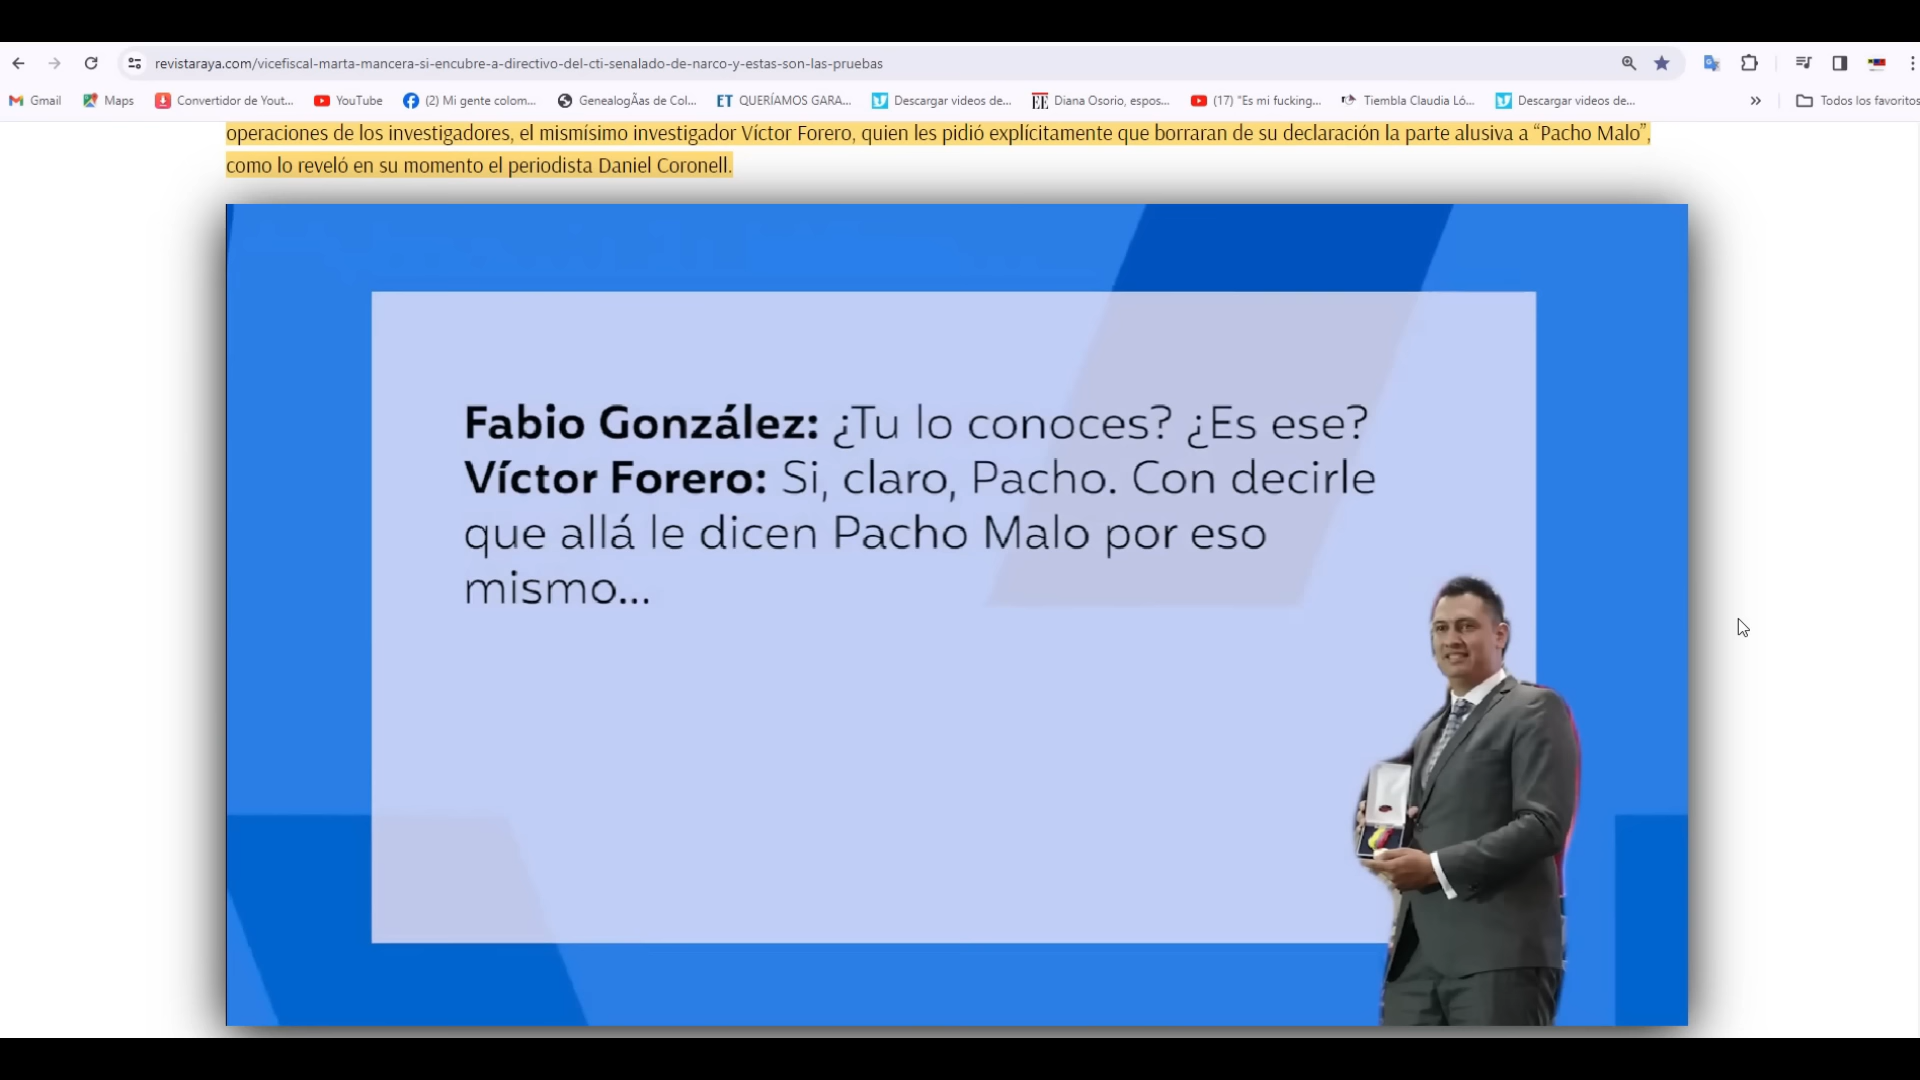 revistaraya.com/vicefiscal-marta-mancera-si-encubre-a-directivo-del-cti-senalado-de-narco-y-estas-son-las-pruebas
Gmail Maps Convertidor de Yout... YouTube (2) Mi gente colom... GenealogÃas de Col... ET QUERÍAMOS GARA... Descargar videos de... EE Diana Osorio, espos... (17) "Es mi fucking... Tiembla Claudia Ló... Descargar videos de... » Todos los favoritos
operaciones de los investigadores, el mismísimo investigador Víctor Forero, quien les pidió explícitamente que borraran de su declaración la parte alusiva a “Pacho Malo”,
como lo reveló en su momento el periodista Daniel Coronell.
Fabio González: ¿Tu lo conoces? ¿Es ese?
Víctor Forero: Si, claro, Pacho. Con decirle
que allá le dicen Pacho Malo por eso
mismo...